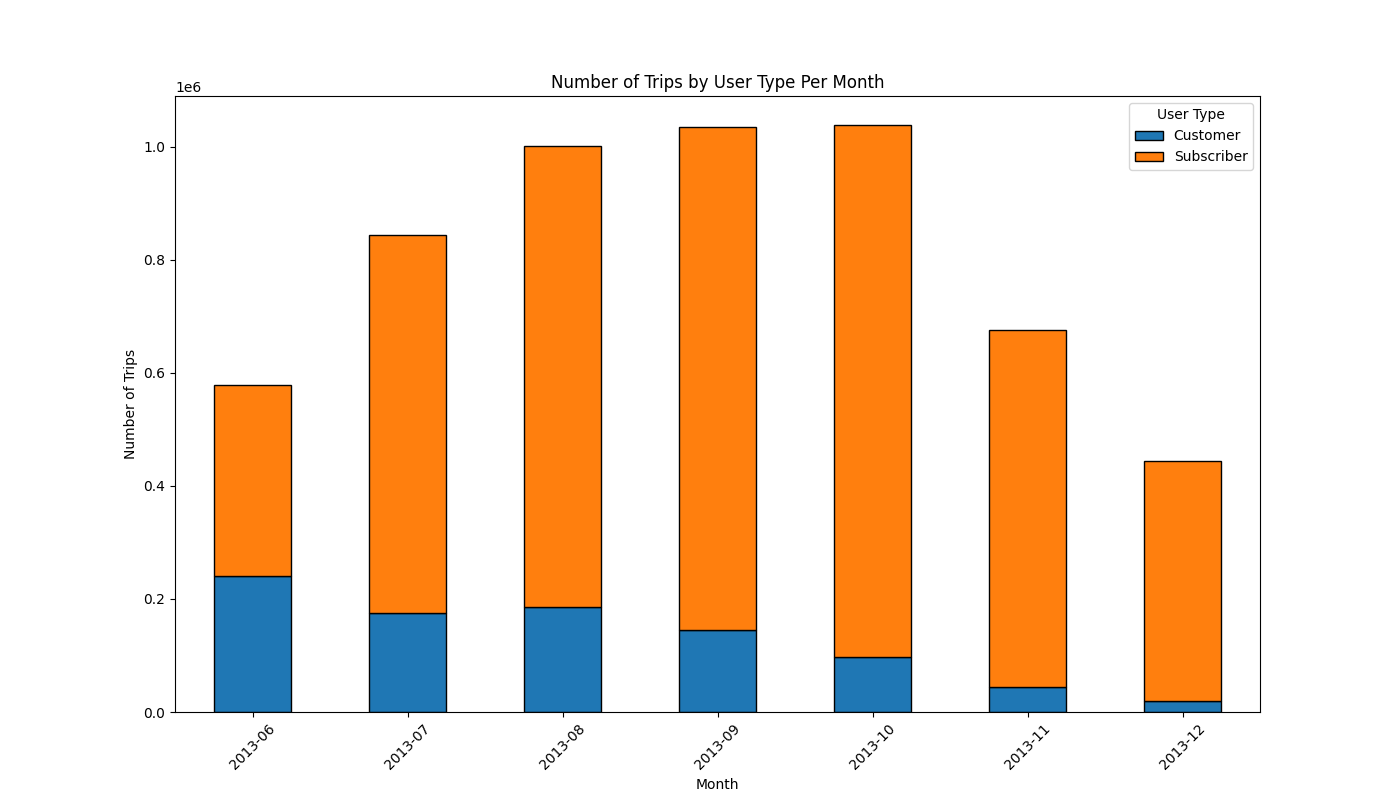 Number of Trips by User Type Per Month
1e6
User Type
Customer
Subscriber
1.0
0.8
0.6
0.4
0.2
0.0
Number of Trips
2013-06
2013-07
2013-08
2013-09
2013-10
2013-11
2013-12
Month